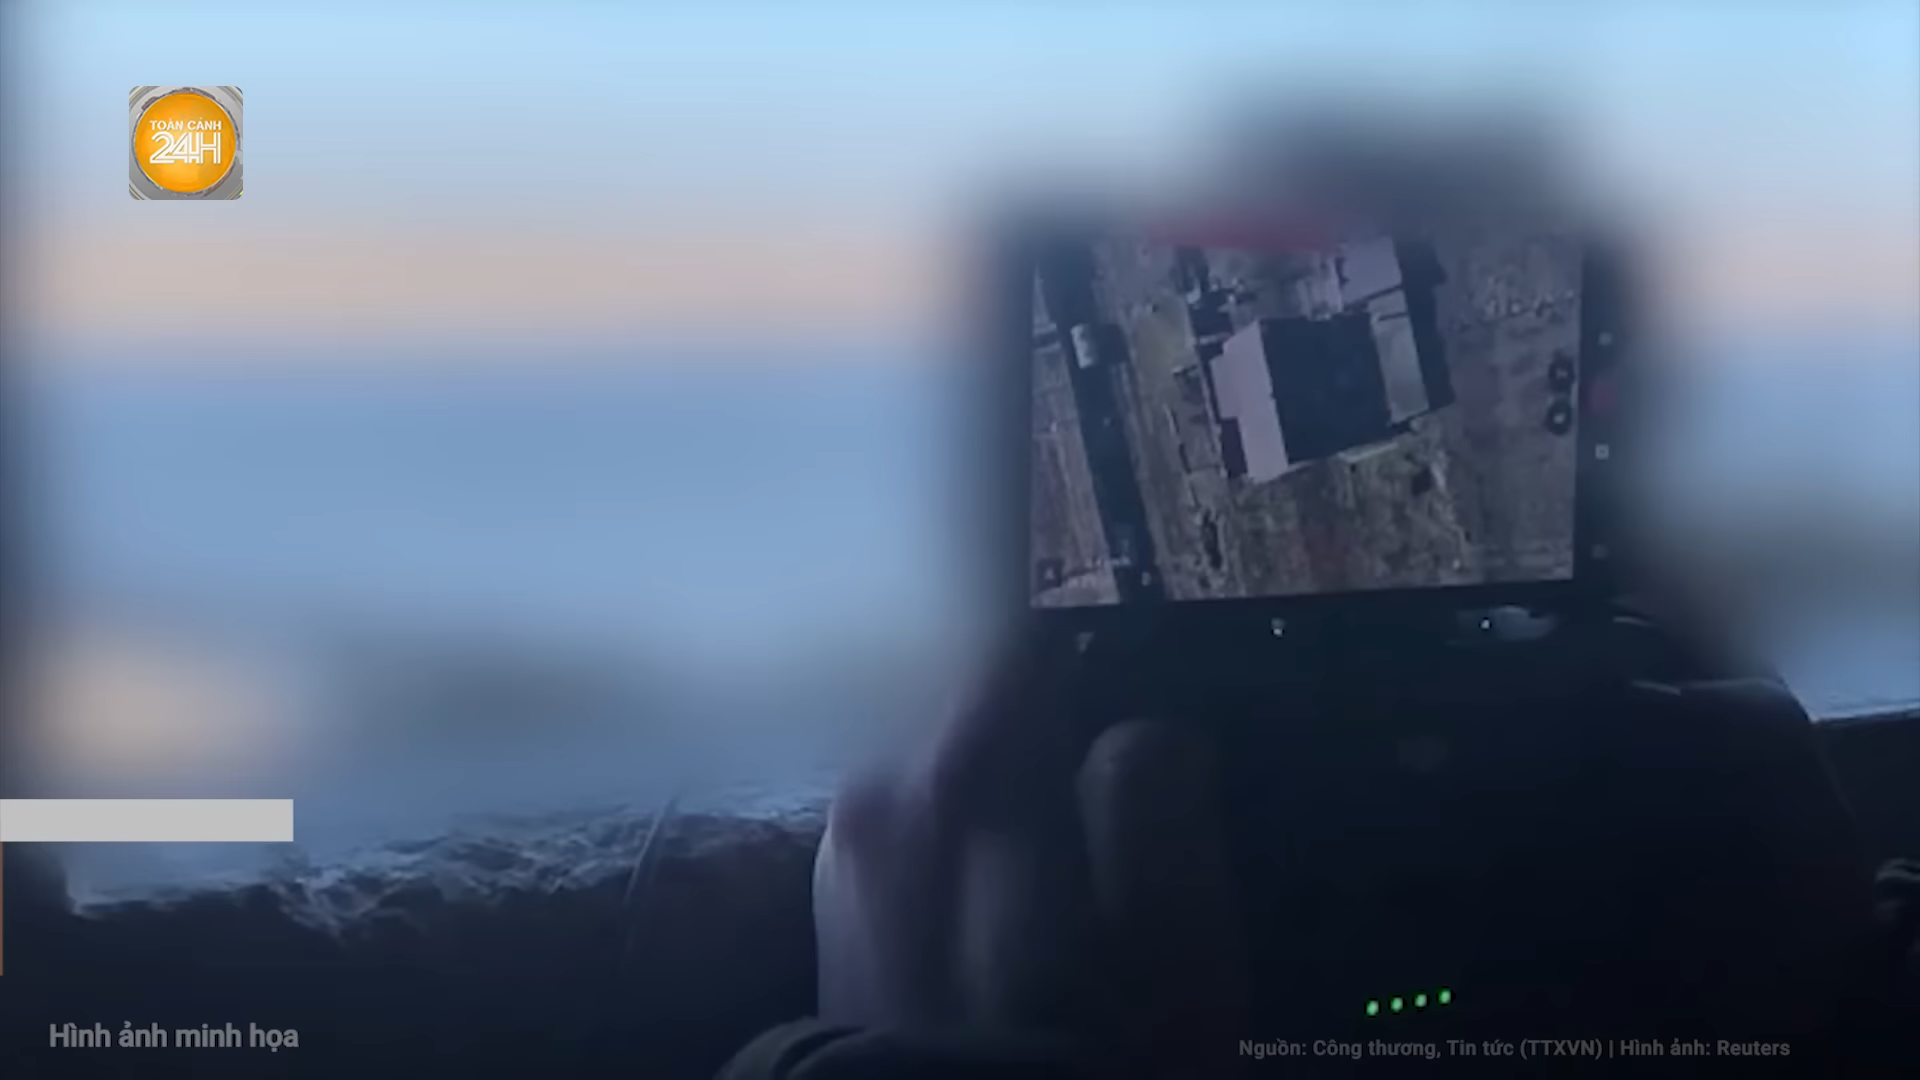 TOÀN CẢNH
24H
Hình ảnh minh họa
Nguồn: Công thương, Tin tức (TTXVN) | Hình ảnh: Reuters